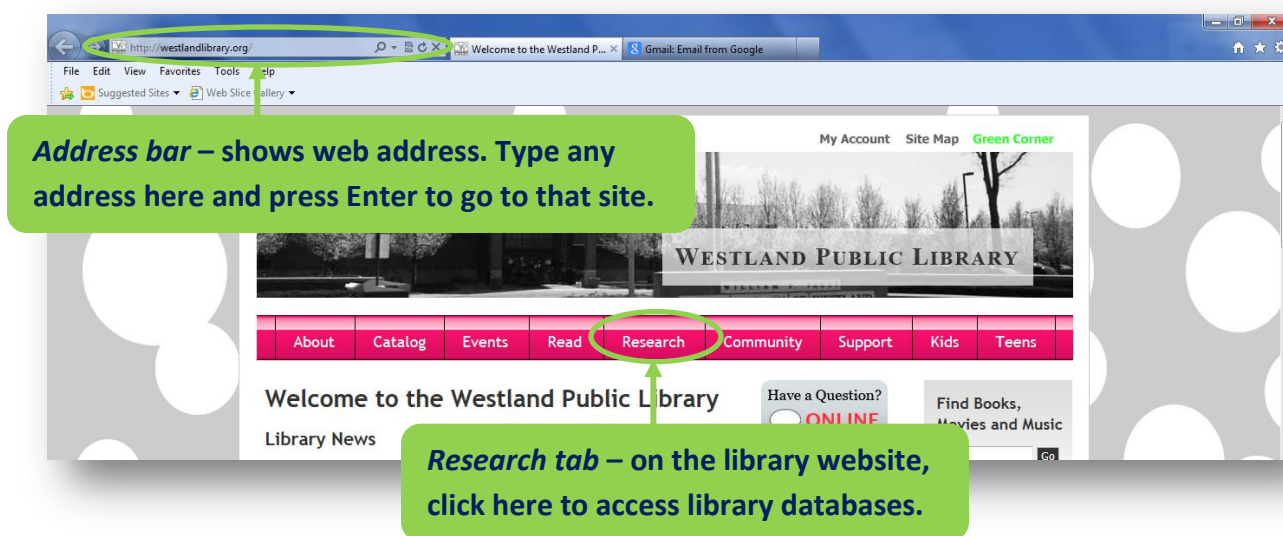 http://westlandlibrary.org/
Welcome to the Westland P...
Gmail: Email from Google
File Edit View Favorites Tools Help
Suggested Sites Web Slice Gallery
Address bar – shows web address. Type any
address here and press Enter to go to that site.
My Account Site Map Green Corner
WESTLAND PUBLIC LIBRARY
About Catalog Events Read Research Community Support Kids Teens
Welcome to the Westland Public Library
Library News
Have a Question?
ONLINE
Find Books,
Movies and Music
Go
Research tab – on the library website,
click here to access library databases.